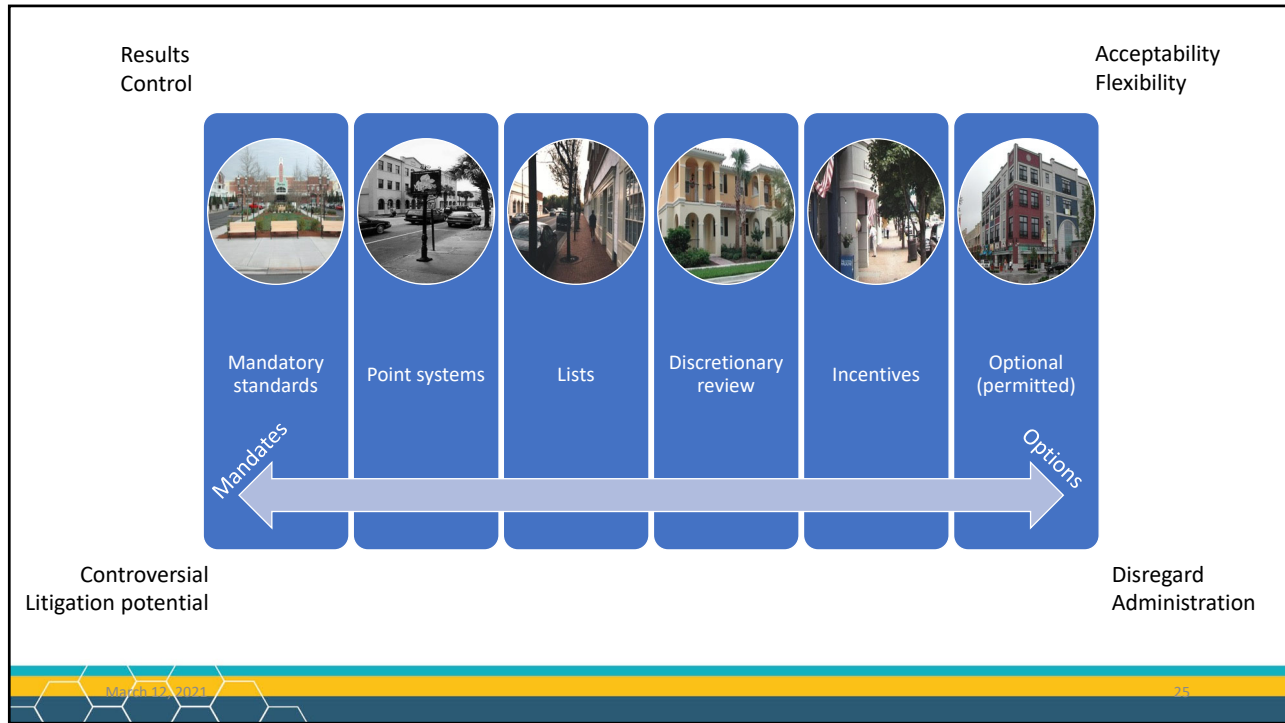 Results
Control
Acceptability
Flexibility
Mandatory
standards
Point systems
Lists
Discretionary
review
Incentives
Optional
(permitted)
Mandates
Options
Controversial
Litigation potential
Disregard
Administration
March 12, 2021
25